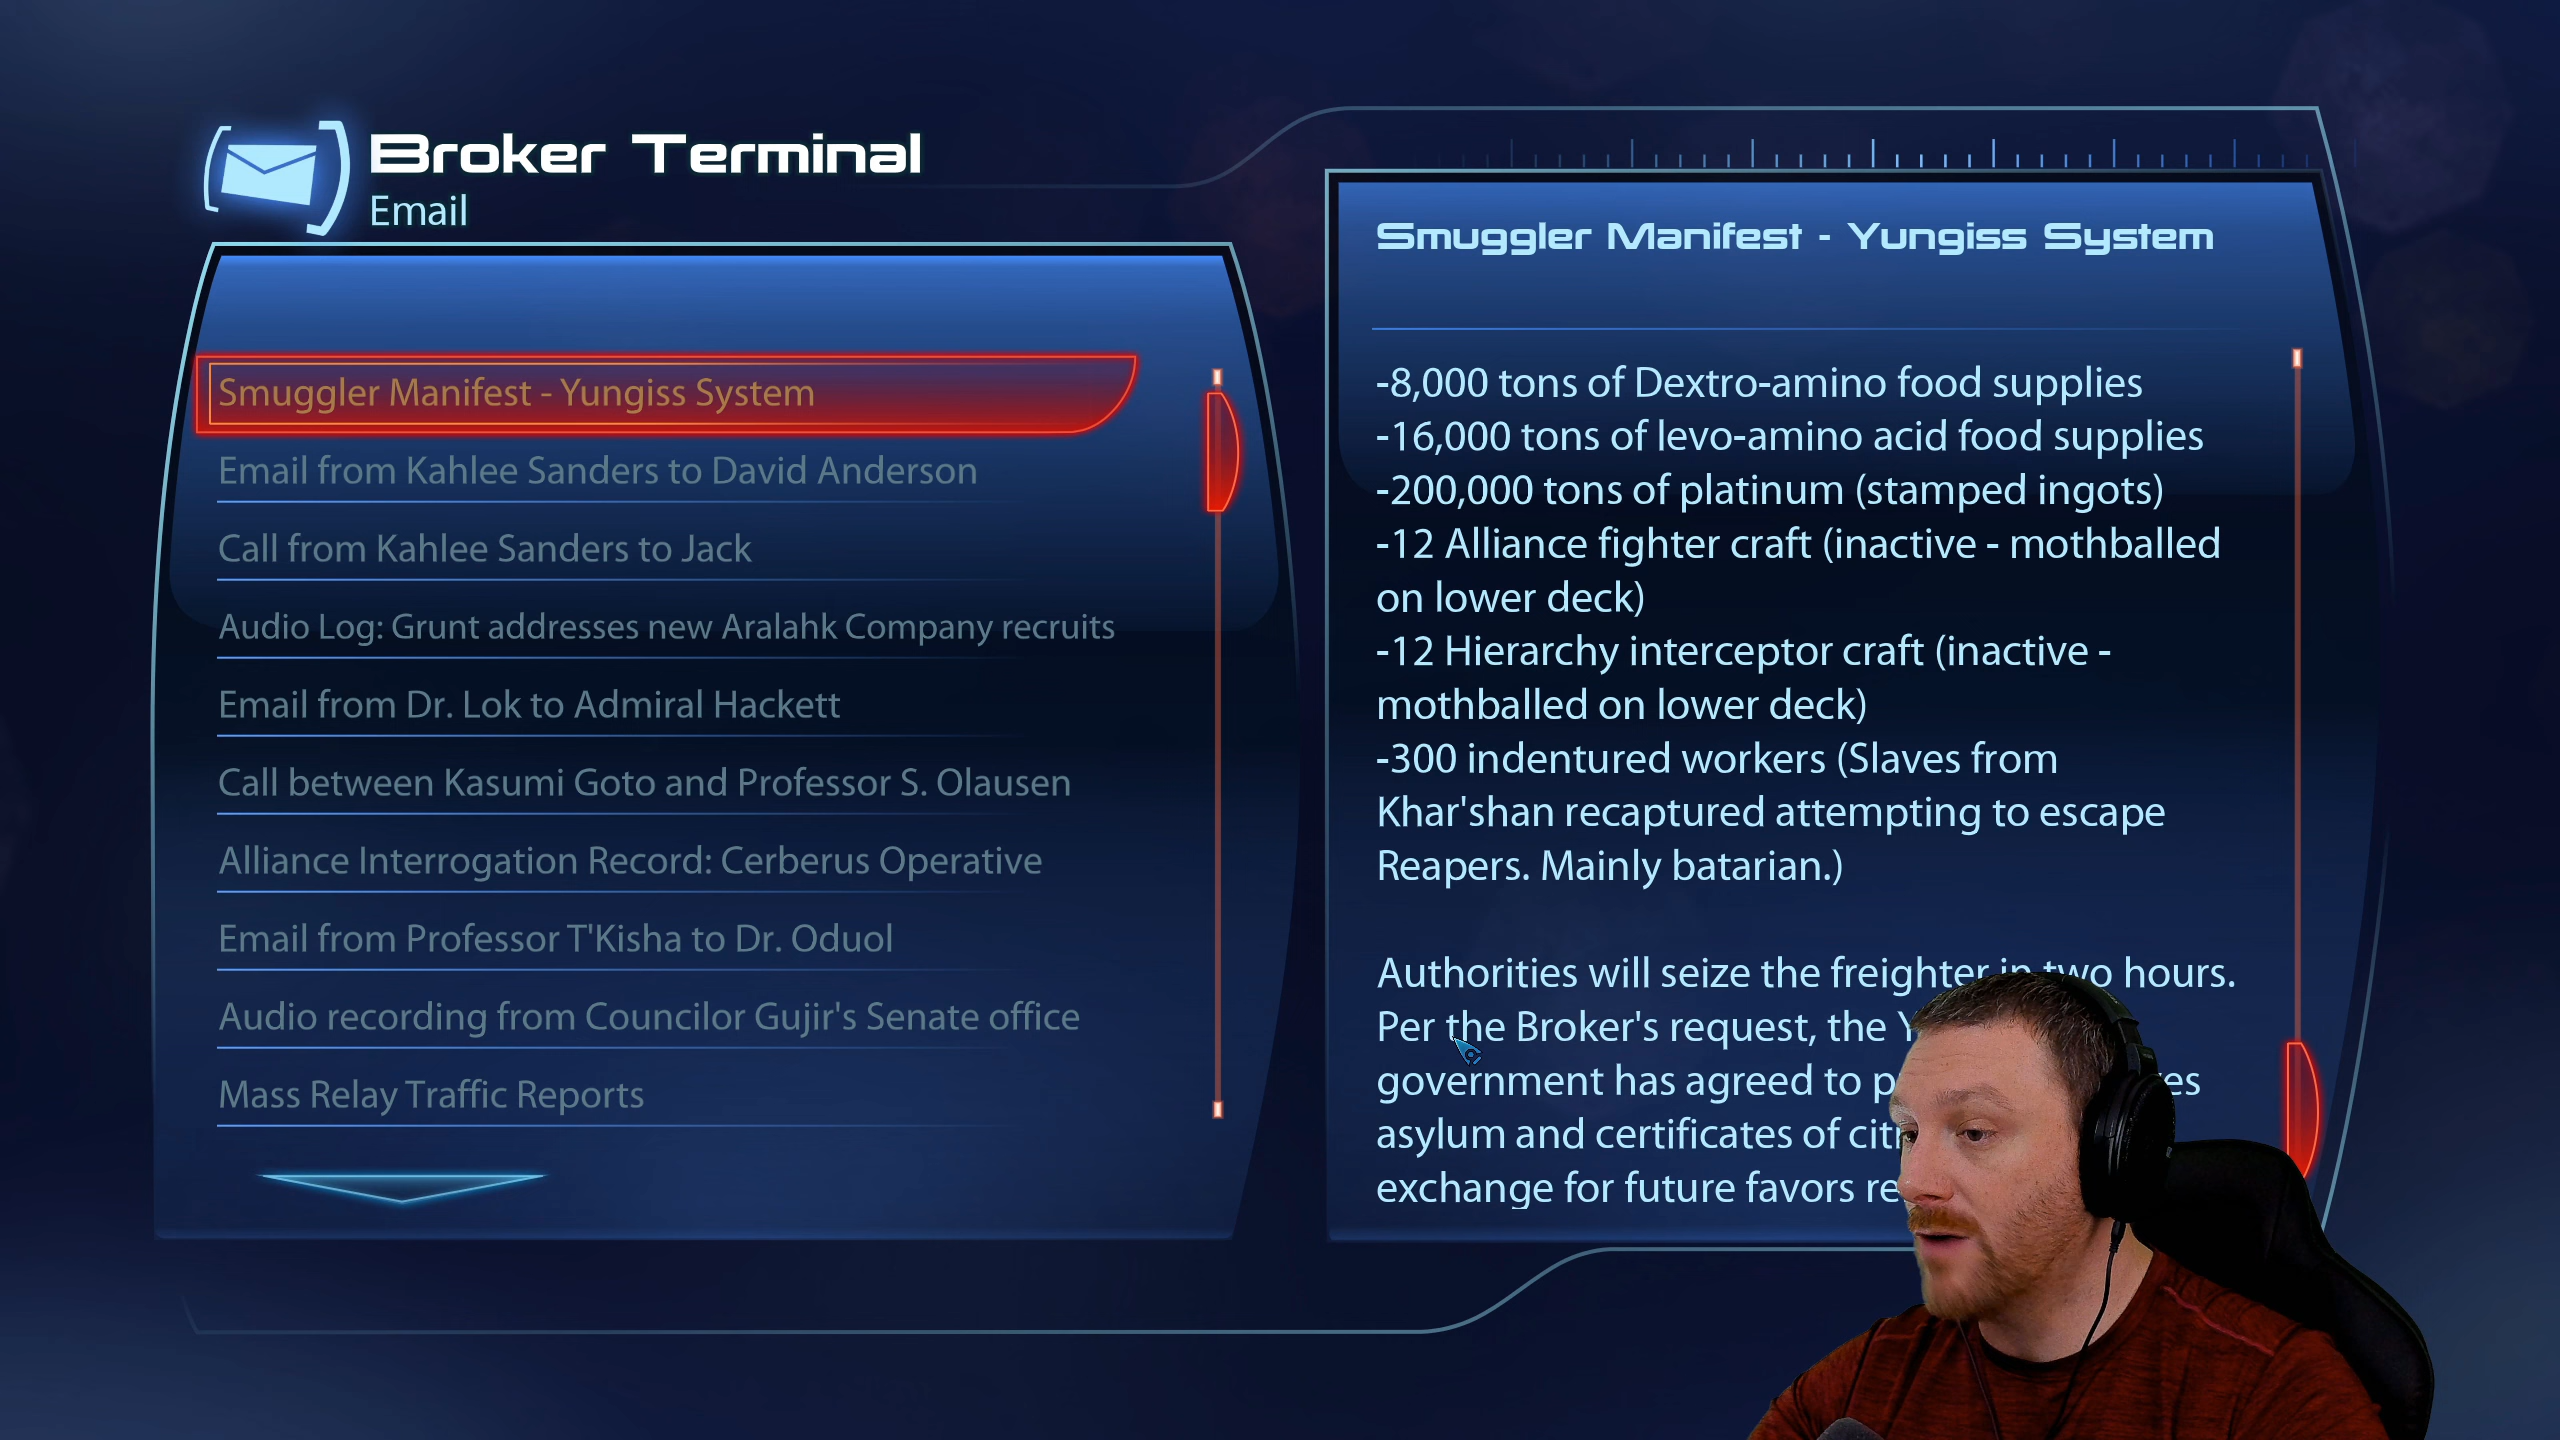 Broker Terminal
Email
Smuggler Manifest - Yungiss System
Email from Kahlee Sanders to David Anderson
Call from Kahlee Sanders to Jack
Audio Log: Grunt addresses new Aralahk Company recruits
Email from Dr. Lok to Admiral Hackett
Call between Kasumi Goto and Professor S. Olausen
Alliance Interrogation Record: Cerberus Operative
Email from Professor T'Kisha to Dr. Oduol
Audio recording from Councilor Gujir's Senate office
Mass Relay Traffic Reports
Smuggler Manifest - Yungiss System
-8,000 tons of Dextro-amino food supplies
-16,000 tons of levo-amino acid food supplies
-200,000 tons of platinum (stamped ingots)
-12 Alliance fighter craft (inactive - mothballed
on lower deck)
-12 Hierarchy interceptor craft (inactive -
mothballed on lower deck)
-300 indentured workers (Slaves from
Khar'shan recaptured attempting to escape
Reapers. Mainly batarian.)
Authorities will seize the freighter in two hours.
Per the Broker's request, the
government has agreed to
asylum and certificates of
exchange for future favors